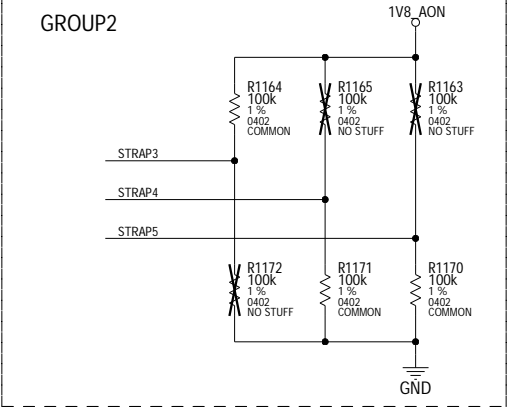 GROUP2
1V8_AON
R1164
100k
1 %
0402
COMMON
R1165
100k
1 %
0402
NO STUFF
R1163
100k
1 %
0402
NO STUFF
STRAP3
STRAP4
STRAP5
R1172
100k
1 %
0402
NO STUFF
R1171
100k
1 %
0402
COMMON
R1170
100k
1 %
0402
COMMON
GND